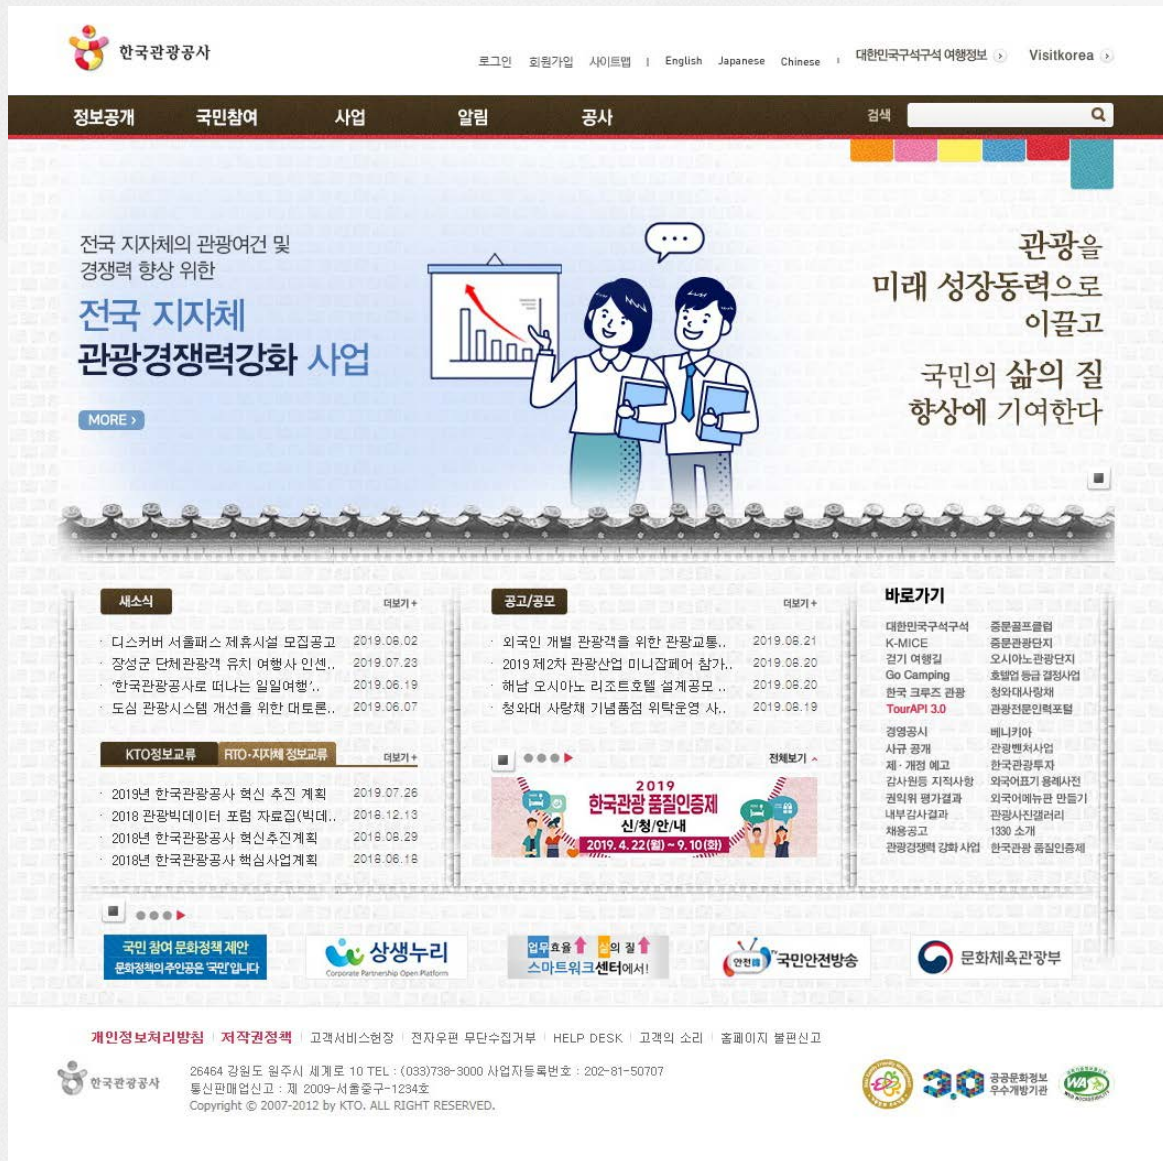 한국관광공사
로그인 회원가입 사이트맵 | English Japanese Chinese
대한민국구석구석 여행정보 Visitkorea
정보공개 국민참여 사업 알림 공사 검색
전국 지자체의 관광여건 및
경쟁력 향상 위한
전국 지자체
관광경쟁력강화 사업
MORE >
관광을
미래 성장동력으로
이끌고
국민의 삶의 질
향상에 기여한다
새소식 더보기+
· 디스커버 서울패스 제휴시설 모집공고 2019.08.02
· 장성군 단체관광객 유치 여행사 인센.. 2019.07.23
· '한국관광공사로 떠나는 일일여행'.. 2019.06.19
· 도심 관광시스템 개선을 위한 대토론.. 2019.06.07
공고/공모 더보기+
· 외국인 개별 관광객을 위한 관광교통.. 2019.08.21
· 2019 제2차 관광산업 미니잡페어 참가.. 2019.08.20
· 해남 오시아노 리조트호텔 설계공모 .. 2019.08.20
· 청와대 사랑채 기념품점 위탁운영 사.. 2019.08.19
KTO정보교류 RTO·지자체 정보교류 더보기+
· 2019년 한국관광공사 혁신 추진 계획 2019.07.26
· 2018 관광빅데이터 포럼 자료집(빅데.. 2018.12.13
· 2018년 한국관광공사 혁신추진계획 2018.08.29
· 2018년 한국관광공사 핵심사업계획 2018.06.18
전체보기
2019
한국관광 품질인증제
신/청/안/내
2019. 4. 22(월) ~ 9. 10(화)
바로가기
대한민국구석구석 중문골프클럽
K-MICE 중문관광단지
걷기 여행길 오시아노관광단지
Go Camping 호텔업 등급 결정사업
한국 크루즈 관광 청와대사랑채
TourAPI 3.0 관광전문인력포털
경영공시 베니키아
사규 공개 관광벤처사업
제 · 개정 예고 한국관광투자
감사원등 지적사항 외국어표기 용례사전
권익위 평가결과 외국어메뉴판 만들기
내부감사결과 관광사진갤러리
채용공고 1330 소개
관광경쟁력 강화 사업 한국관광 품질인증제
국민 참여 문화정책 제안
문화정책의 주인공은 '국민'입니다
상생누리
Corporate Partnership Open Platform
업무효율 삶의 질
스마트워크센터에서!
안전한TV 국민안전방송
문화체육관광부
개인정보처리방침 | 저작권정책 | 고객서비스헌장 | 전자우편 무단수집거부 | HELP DESK | 고객의 소리 | 홈페이지 불편신고
한국관광공사
26464 강원도 원주시 세계로 10 TEL : (033)738-3000 사업자등록번호 : 202-81-50707
통신판매업신고 : 제 2009-서울중구-1234호
Copyright © 2007-2012 by KTO. ALL RIGHT RESERVED.
3.0 공공문화정보
우수개방기관
WA
WEB ACCESSIBILITY